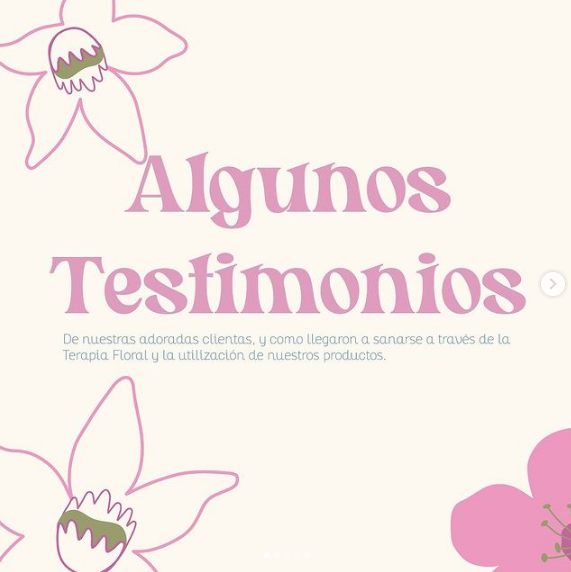 Algunos
Testimonios
De nuestras adoradas clientas, y como llegaron a sanarse a través de la
Terapia Floral y la utilización de nuestros productos.